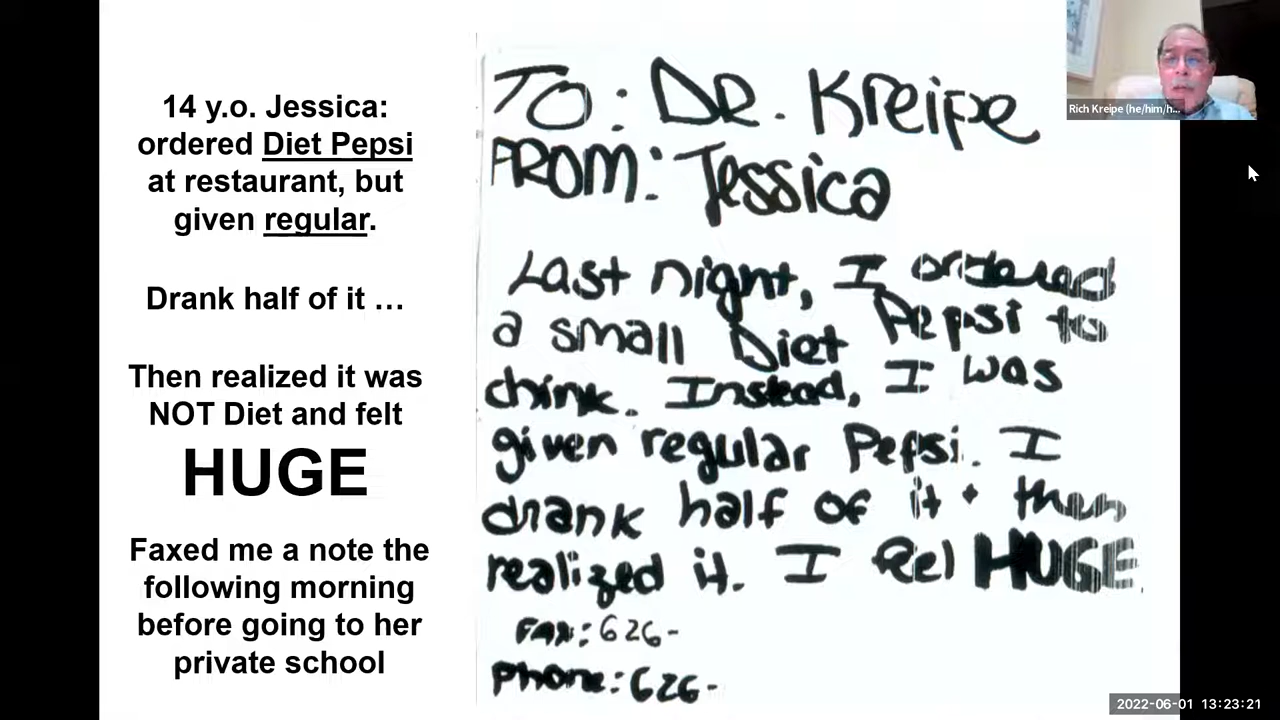 14 y.o. Jessica:
ordered Diet Pepsi
at restaurant, but
given regular.
Drank half of it …
Then realized it was
NOT Diet and felt
HUGE
Faxed me a note the
following morning
before going to her
private school
TO: DR. Kreipe
FROM: Jessica
Last night, I ordered
a small Diet Pepsi to
drink. Instead, I was
given regular Pepsi. I
drank half of it + then
realized it. I feel HUGE.
FAX: 626-
Phone: 626-
Rich Kreipe (he/him/h...
2022-06-01 13:23:21